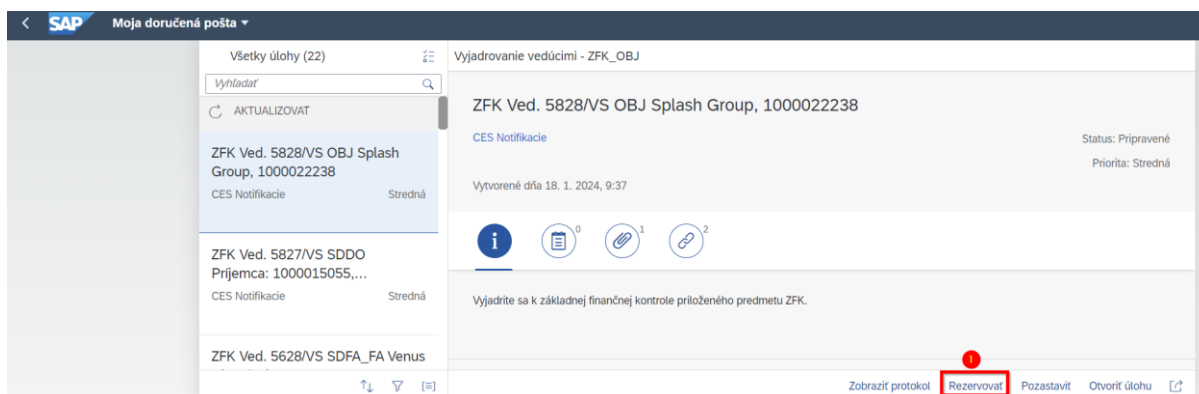 SAP Moja doručená pošta
Všetky úlohy (22)
Vyhľadať
AKTUALIZOVAŤ
ZFK Ved. 5828/VS OBJ Splash
Group, 1000022238
CES Notifikacie Stredná
ZFK Ved. 5827/VS SDDO
Príjemca: 1000015055,...
CES Notifikacie Stredná
ZFK Ved. 5628/VS SDFA_FA Venus
Vyjadrovanie vedúcimi - ZFK_OBJ
ZFK Ved. 5828/VS OBJ Splash Group, 1000022238
CES Notifikacie
Status: Pripravené
Priorita: Stredná
Vytvorené dňa 18. 1. 2024, 9:37
0 1 2
Vyjadrite sa k základnej finančnej kontrole priloženého predmetu ZFK.
1
Zobraziť protokol Rezervovať Pozastaviť Otvoriť úlohu